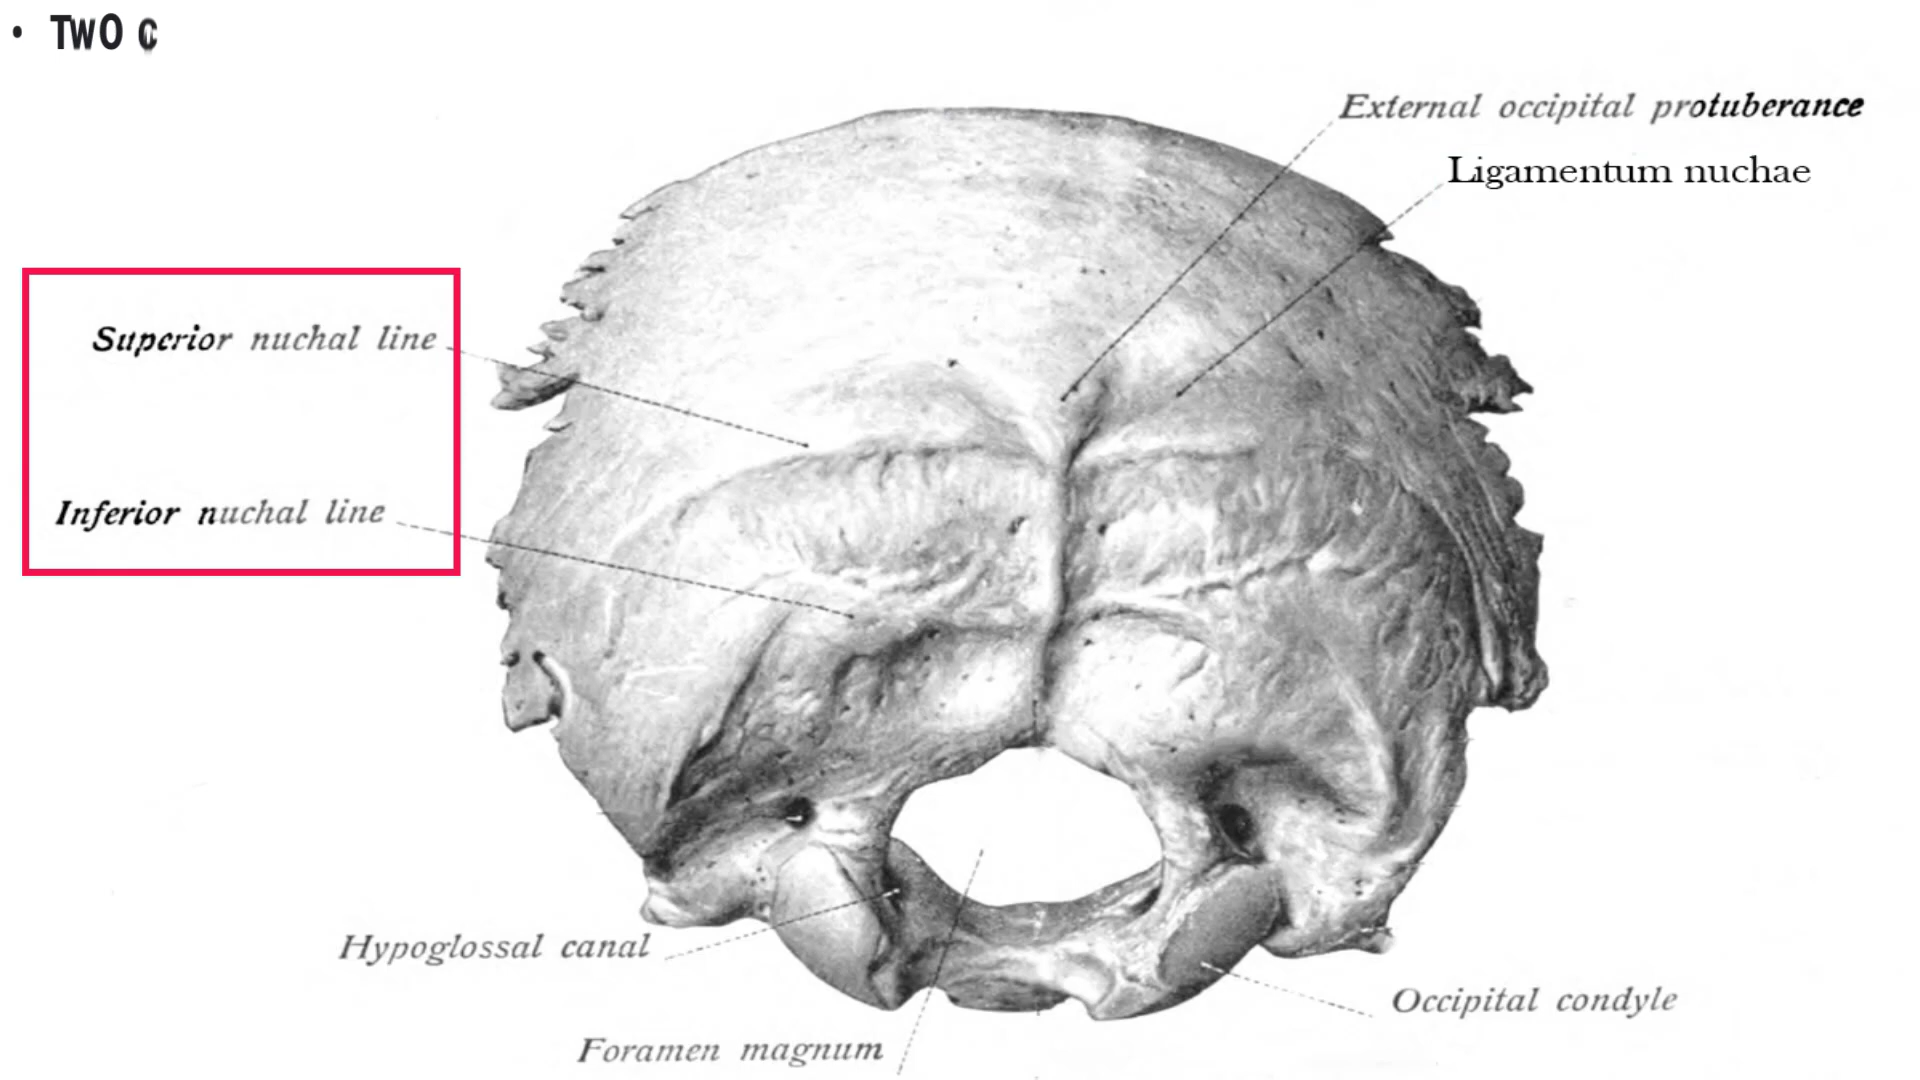 • TWO C
External occipital protuberance
Ligamentum nuchae
Superior nuchal line
Inferior nuchal line
Hypoglossal canal
Occipital condyle
Foramen magnum